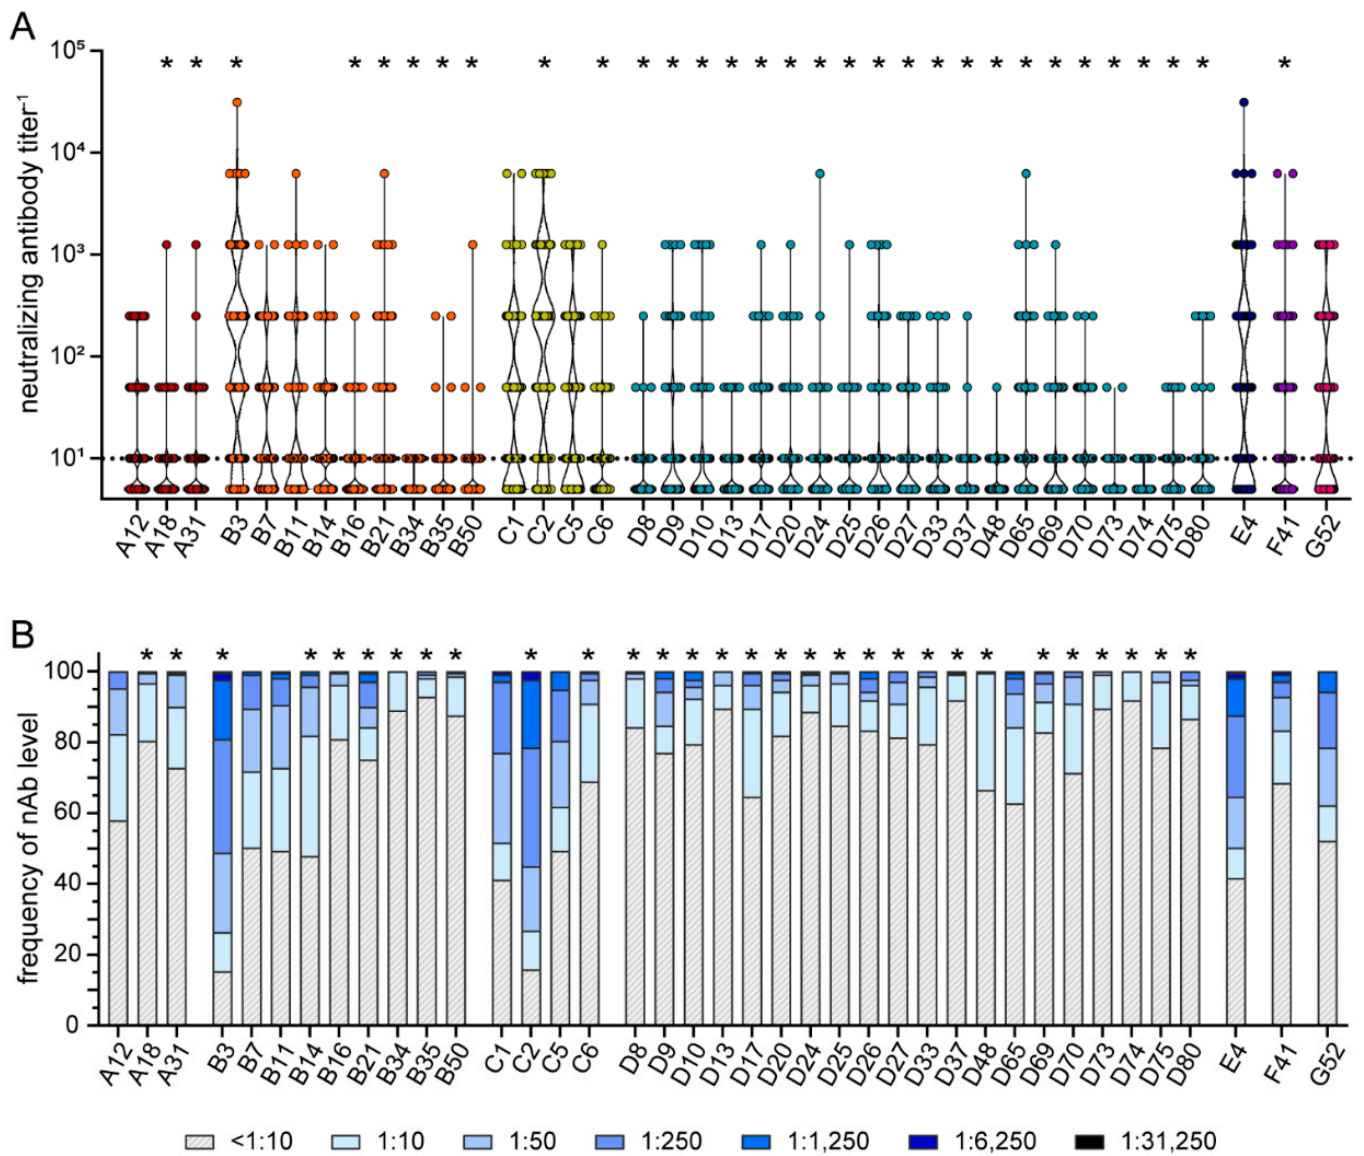 A
neutralizing antibody titer⁻¹
10⁵
10⁴
10³
10²
10¹
* * * * * * * * * * * * * * * * * * * * * * * * * * * * * * *
A12 A18 A31 B3 B7 B11 B14 B16 B21 B34 B35 B50 C1 C2 C5 C6 D8 D9 D10 D13 D17 D20 D24 D25 D26 D27 D33 D37 D48 D65 D69 D70 D73 D74 D75 D80 E4 F41 G52
B
frequency of nAb level
100
80
60
40
20
0
* * * * * * * * * * * * * * * * * * * * * * * * * * * * * *
A12 A18 A31 B3 B7 B11 B14 B16 B21 B34 B35 B50 C1 C2 C5 C6 D8 D9 D10 D13 D17 D20 D24 D25 D26 D27 D33 D37 D48 D65 D69 D70 D73 D74 D75 D80 E4 F41 G52
<1:10 1:10 1:50 1:250 1:1,250 1:6,250 1:31,250